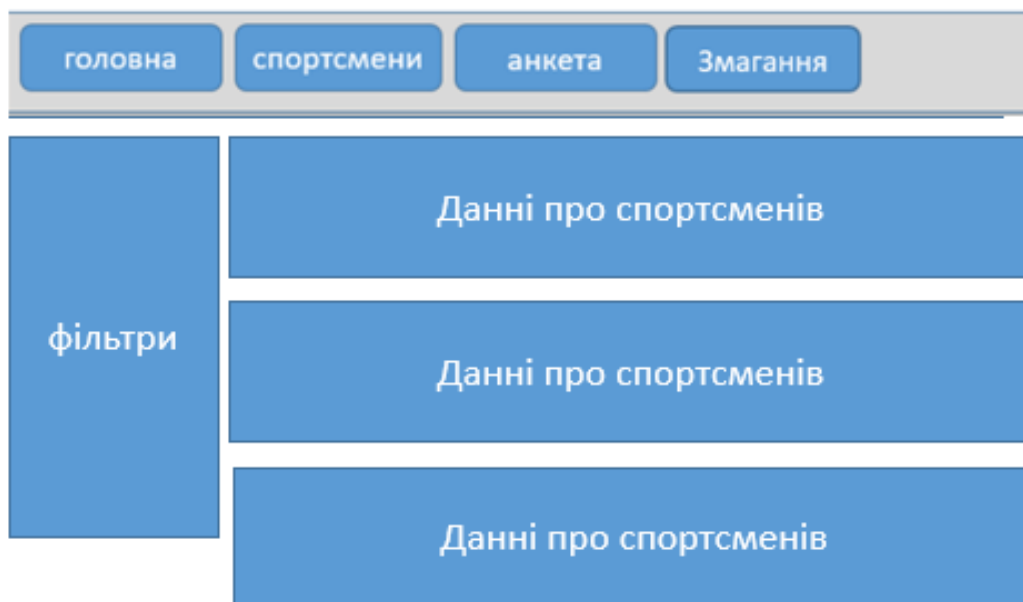 головна
спортсмени
анкета
Змагання
фільтри
Данні про спортсменів
Данні про спортсменів
Данні про спортсменів